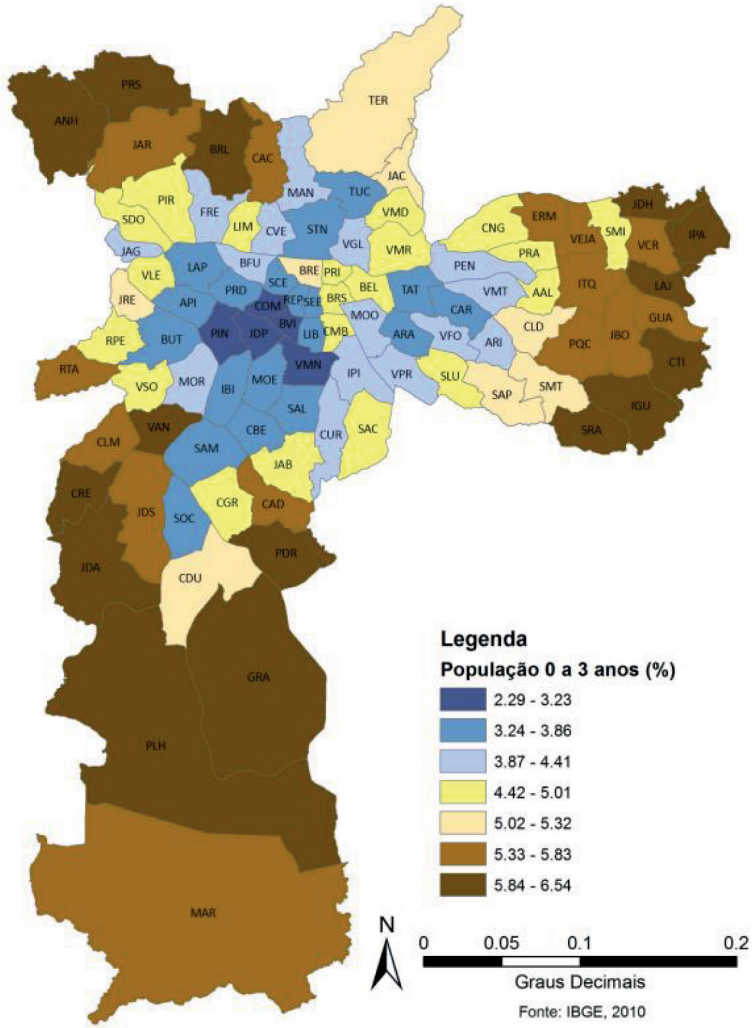 PRS
TER
ANH
JAR
BRL
CAC
MAN
JAC
TUC
PIR
FRE
LIM
CVE
STN
VMD
SDO
VGL
VMR
CNG
ERM
VEJA
SMI
JDH
VCR
IPA
JAG
BFU
PRA
LAP
BRE
PRI
PEN
VLE
SCE
BEL
TAT
AAL
ITQ
LAJ
JRE
API
PRD
REP
SEE
BRS
VMT
COM
MOO
CAR
GUA
RPE
BUT
PIN
JDP
BVI
LIB
CMB
ARA
VFO
ARI
CLD
PQC
JBO
CTI
RTA
VMN
VSO
MOR
IBI
MOE
IPI
VPR
SLU
SAP
SMT
IGU
SAL
VAN
CBE
CUR
SAC
SRA
CLM
SAM
JAB
CRE
JDS
SOC
CGR
CAD
JDA
CDU
PDR
GRA
PLH
MAR
Legenda
População 0 a 3 anos (%)
2.29 - 3.23
3.24 - 3.86
3.87 - 4.41
4.42 - 5.01
5.02 - 5.32
5.33 - 5.83
5.84 - 6.54
N
0 0.05 0.1 0.2
Graus Decimais
Fonte: IBGE, 2010